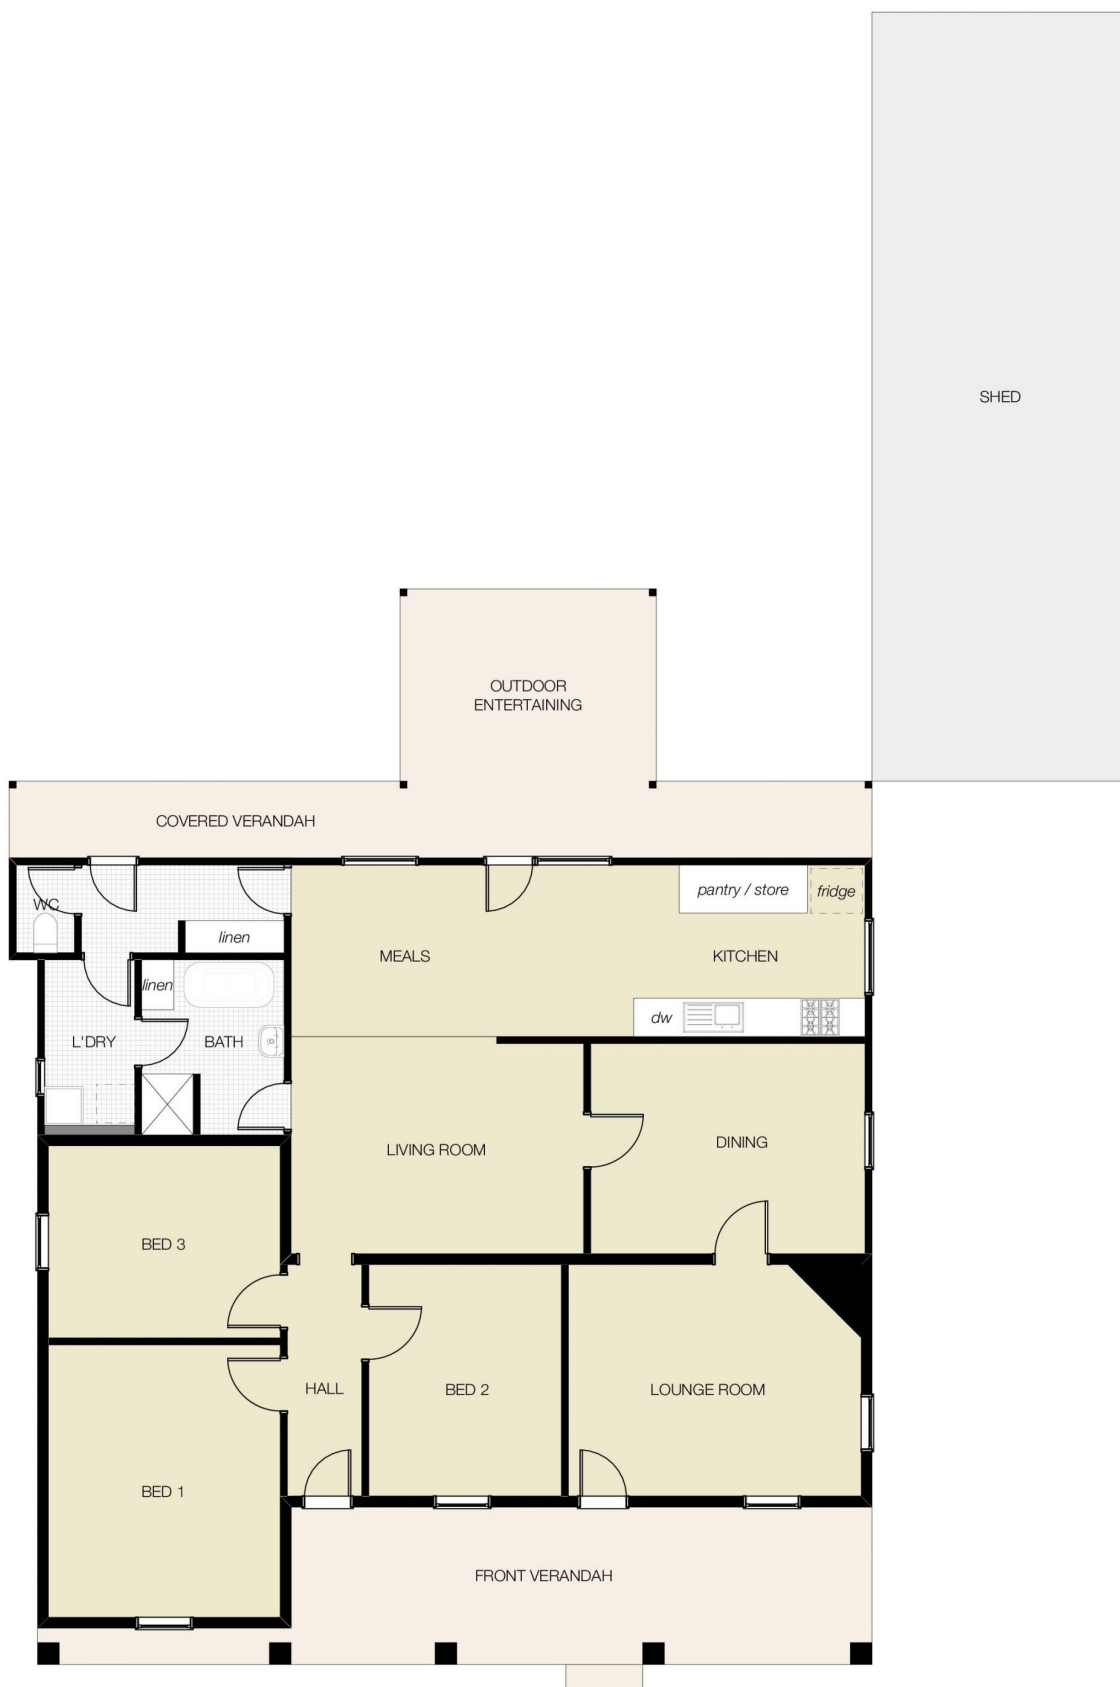 SHED
OUTDOOR
ENTERTAINING
COVERED VERANDAH
WC
linen
pantry / store
fridge
MEALS
KITCHEN
linen
dw
L'DRY
BATH
LIVING ROOM
DINING
BED 3
HALL
BED 2
LOUNGE ROOM
BED 1
FRONT VERANDAH